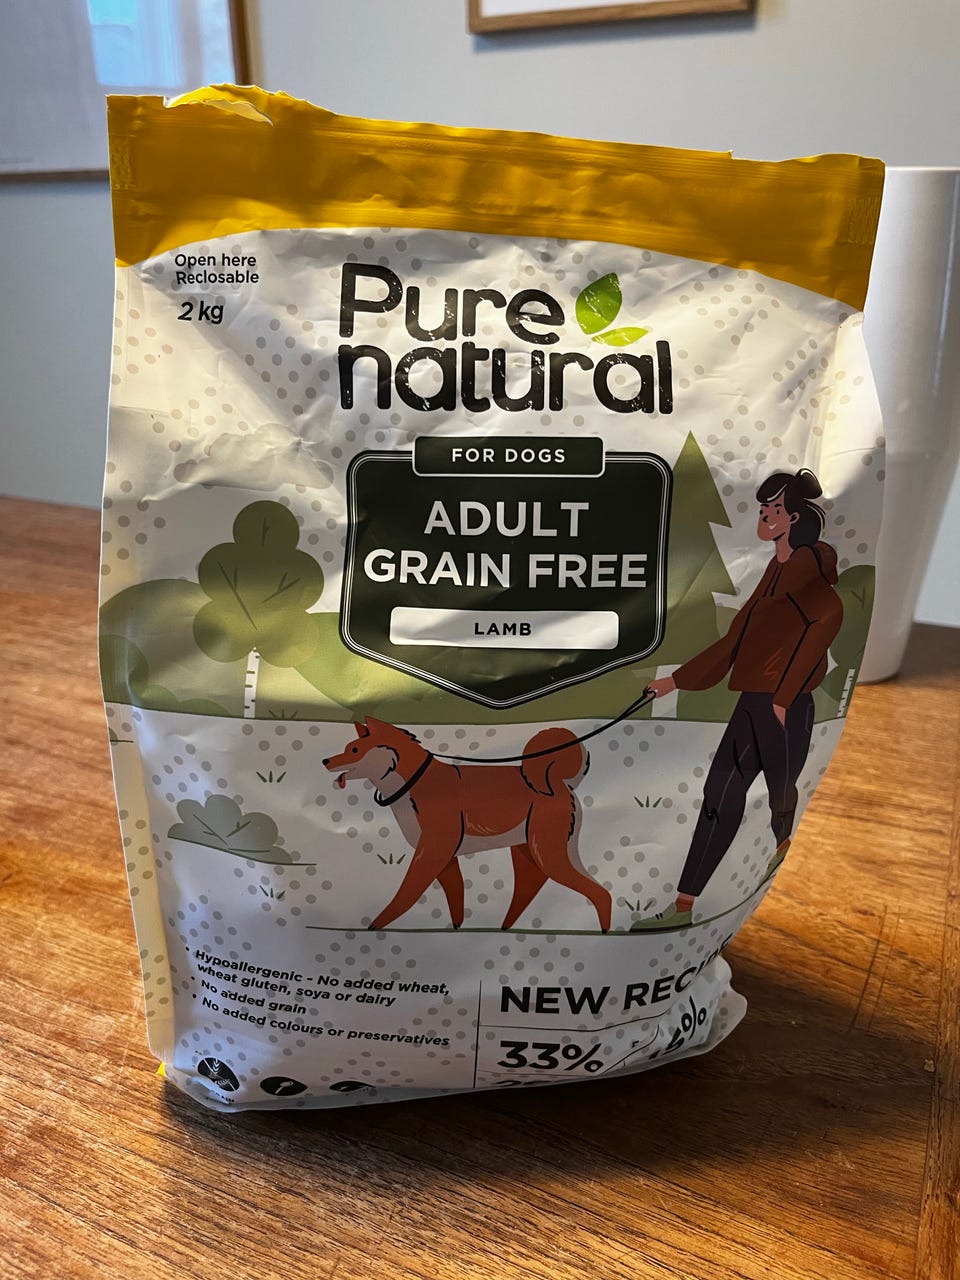 Open here
Reclosable
2 kg
Pure
natural
FOR DOGS
ADULT
GRAIN FREE
LAMB
• Hypoallergenic - No added wheat,
wheat gluten, soya or dairy
• No added grain
• No added colours or preservatives
NEW
33%